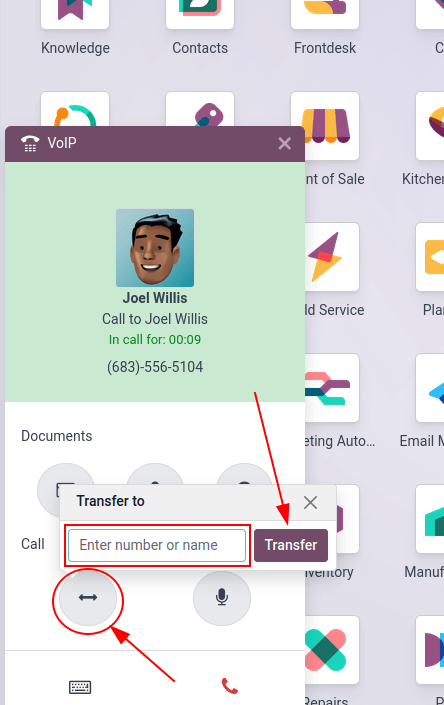 Knowledge
Contacts
Frontdesk
VoIP
nt of Sale
Kitchen
Joel Willis
Call to Joel Willis
In call for: 00:09
(683)-556-5104
ld Service
Plan
Documents
eting Auto...
Email M
Transfer to
Enter number or name
Transfer
Call
ventory
Manuf
Repairs